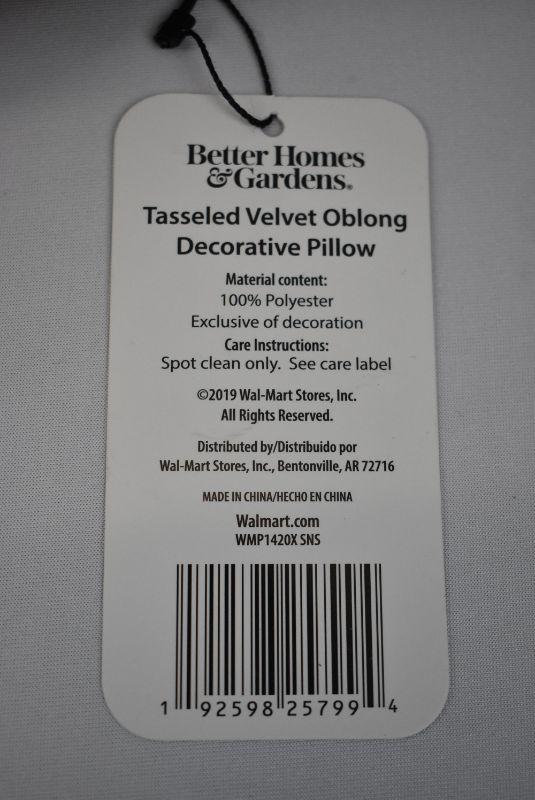 Better Homes
& Gardens®
Tasseled Velvet Oblong
Decorative Pillow
Material content:
100% Polyester
Exclusive of decoration
Care Instructions:
Spot clean only. See care label
©2019 Wal-Mart Stores, Inc.
All Rights Reserved.
Distributed by/Distribuido por
Wal-Mart Stores, Inc., Bentonville, AR 72716
MADE IN CHINA/HECHO EN CHINA
Walmart.com
WMP1420X SNS
1 92598 25799 4